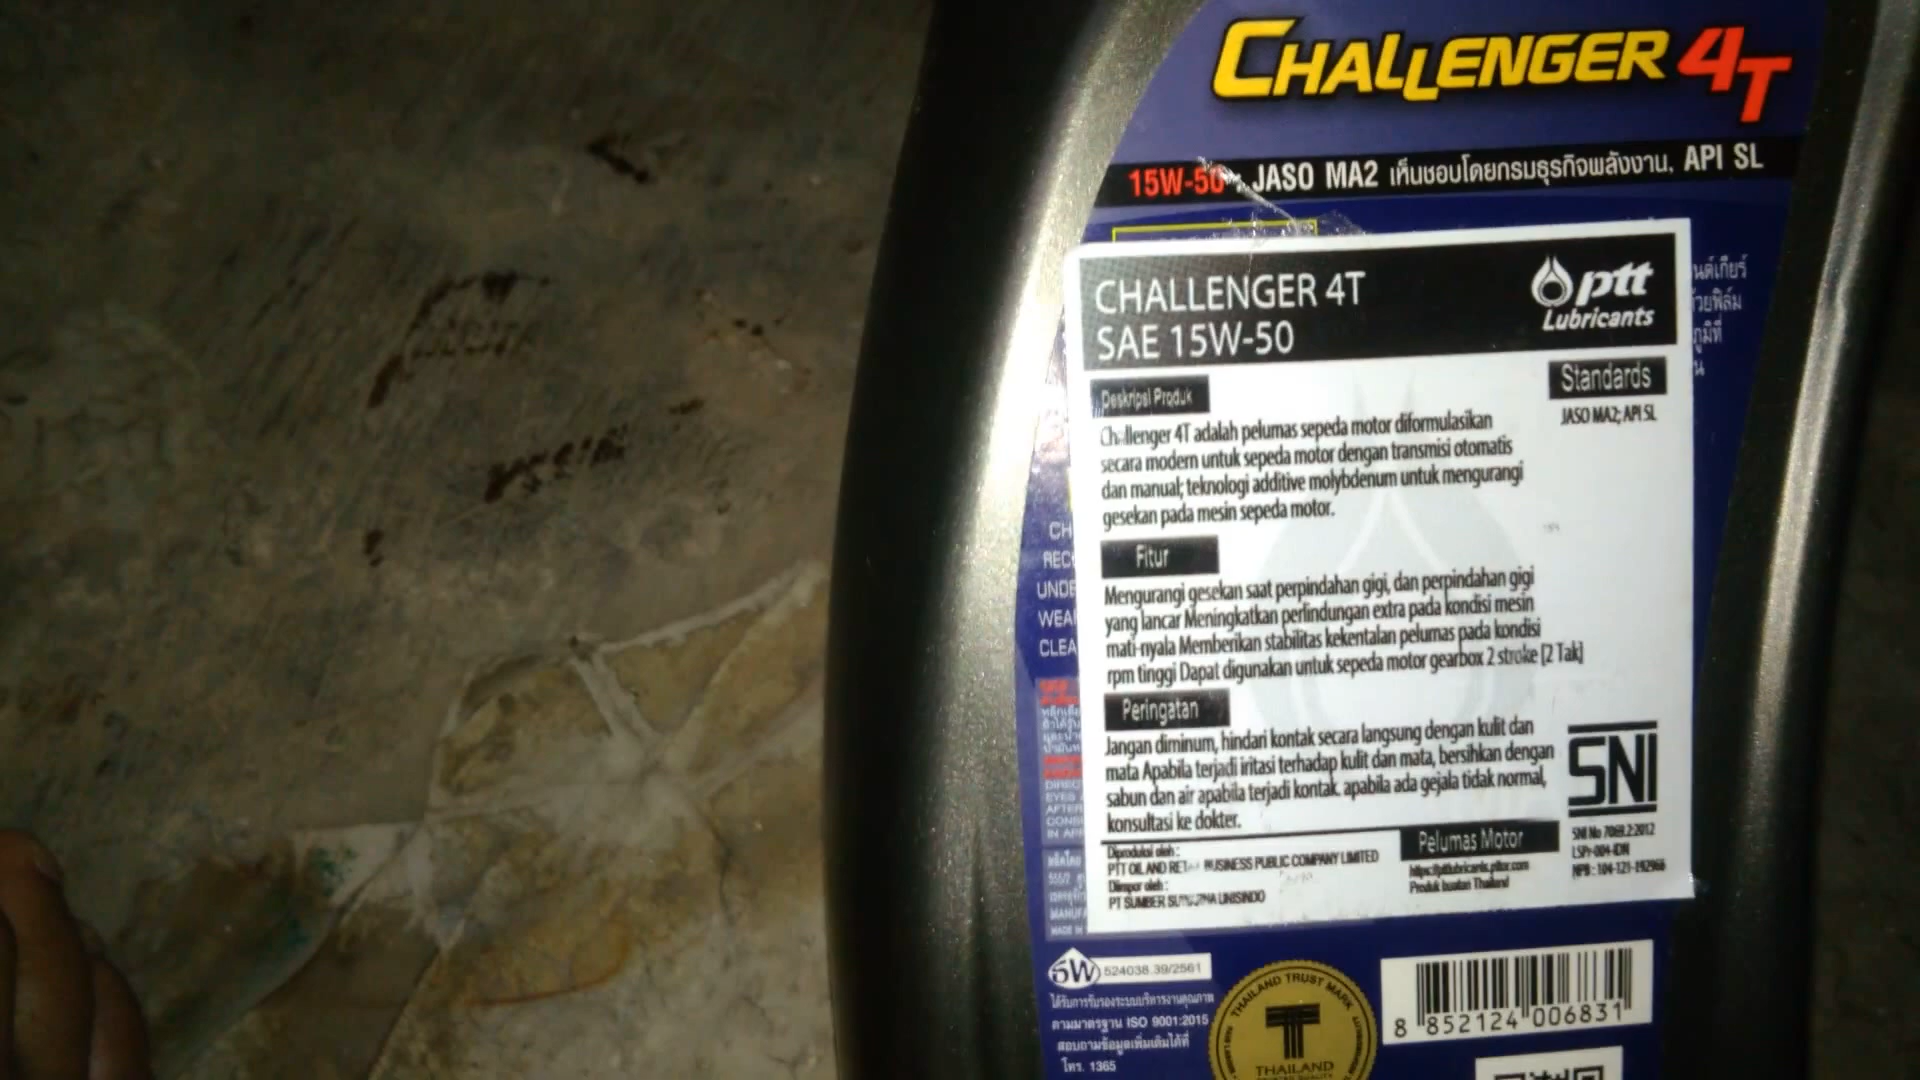 CHALLENGER 4T
15W-50, JASO MA2 เห็นชอบโดยกรมธุรกิจพลังงาน, API SL
CHALLENGER 4T
SAE 15W-50
ptt
Lubricants
Standards
JASO MA2; API SL
Deskripsi Produk
Challenger 4T adalah pelumas sepeda motor diformulasikan
secara modern untuk sepeda motor dengan transmisi otomatis
dan manual; teknologi additive molybdenum untuk mengurangi
gesekan pada mesin sepeda motor.
Fitur
Mengurangi gesekan saat perpindahan gigi, dan perpindahan gigi
yang lancar Meningkatkan perlindungan extra pada kondisi mesin
mati-nyala Memberikan stabilitas kekentalan pelumas pada kondisi
rpm tinggi Dapat digunakan untuk sepeda motor gearbox 2 stroke [2 Tak]
Peringatan
Jangan diminum, hindari kontak secara langsung dengan kulit dan
mata Apabila terjadi iritasi terhadap kulit dan mata, bersihkan dengan
sabun dan air apabila terjadi kontak. apabila ada gejala tidak normal,
konsultasi ke dokter.
SNI
SNI No 7069.2:2012
LSPr-004-IDN
NPB : 104-121-192966
Diproduksi oleh :
PTT OIL AND BUSINESS PUBLIC COMPANY LIMITED
Diimpor oleh :
PT SUMBER UNISINDO
Pelumas Motor
https://pttlubricants.pttor.com
Produk buatan Thailand
CH
REC
UNDE
WEA
CLEA
EYES
AFTER
IN AP
524038.39/2561
ได้รับการรับรองระบบบริหารงานคุณภาพ
ตามมาตรฐาน ISO 9001:2015
สอบถามข้อมูลเพิ่มเติมได้ที่
โทร. 1365
THAILAND TRUST MARK
THAILAND
8 852124 006831